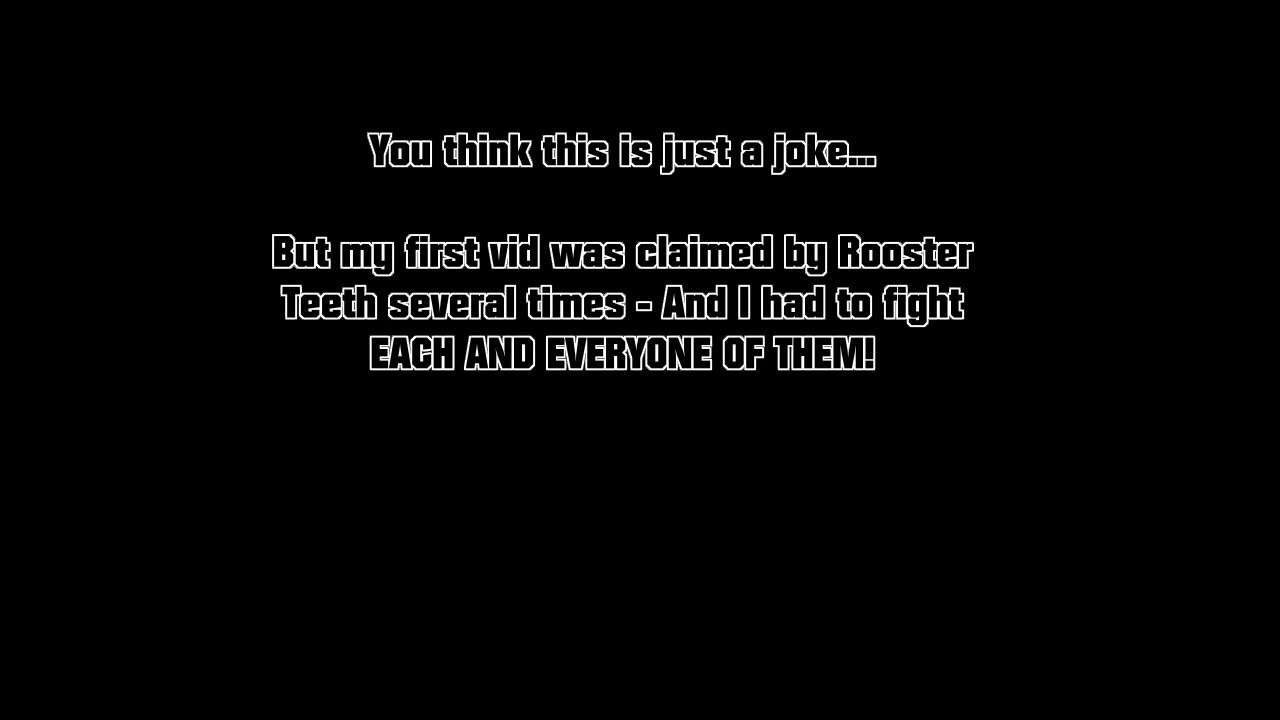 You think this is just a joke...
But my first vid was claimed by Rooster
Teeth several times - And I had to fight
EACH AND EVERYONE OF THEM!